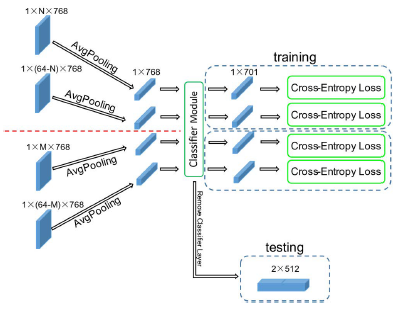 1×N×768
AvgPooling
1×(64-N)×768
AvgPooling
1×768
Classifier Module
training
1×701
Cross-Entropy Loss
Cross-Entropy Loss
1×M×768
AvgPooling
Cross-Entropy Loss
Cross-Entropy Loss
1×(64-M)×768
AvgPooling
Remove Classifier Layer
testing
2×512